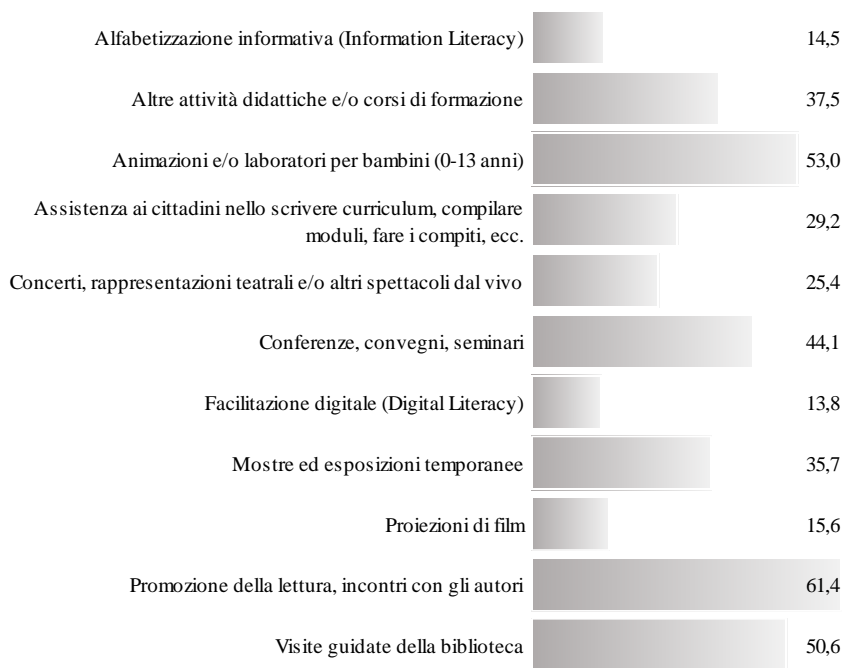 Alfabetizzazione informativa (Information Literacy) 14,5
Altre attività didattiche e/o corsi di formazione 37,5
Animazioni e/o laboratori per bambini (0-13 anni) 53,0
Assistenza ai cittadini nello scrivere curriculum, compilare
moduli, fare i compiti, ecc. 29,2
Concerti, rappresentazioni teatrali e/o altri spettacoli dal vivo 25,4
Conferenze, convegni, seminari 44,1
Facilitazione digitale (Digital Literacy) 13,8
Mostre ed esposizioni temporanee 35,7
Proiezioni di film 15,6
Promozione della lettura, incontri con gli autori 61,4
Visite guidate della biblioteca 50,6